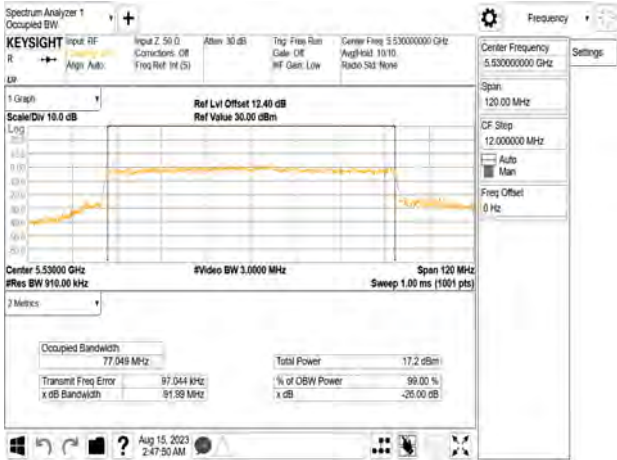 Spectrum Analyzer 1
Occupied BW
Frequency
KEYSIGHT
Input: RF
R
Align: Auto
Input Z: 50 Ω
Corrections: Off
Freq Ref: Int (S)
Atten: 30 dB
Trig: Free Run
Gate: Off
#IF Gain: Low
Center Freq: 5.530000000 GHz
Avg|Hold: 10/10
Radio Std: None
Center Frequency
5.530000000 GHz
Settings
Span
120.00 MHz
CF Step
12.000000 MHz
Auto
Man
Freq Offset
0 Hz
1 Graph
Scale/Div 10.0 dB
Ref Lvl Offset 12.40 dB
Ref Value 30.00 dBm
Log
Center 5.53000 GHz
#Res BW 910.00 kHz
#Video BW 3.0000 MHz
Span 120 MHz
Sweep 1.00 ms (1001 pts)
2 Metrics
Occupied Bandwidth
77.049 MHz
Total Power
17.2 dBm
Transmit Freq Error
97.044 kHz
% of OBW Power
99.00 %
x dB Bandwidth
91.99 MHz
x dB
-26.00 dB
?
Aug 15, 2023
2:47:50 AM